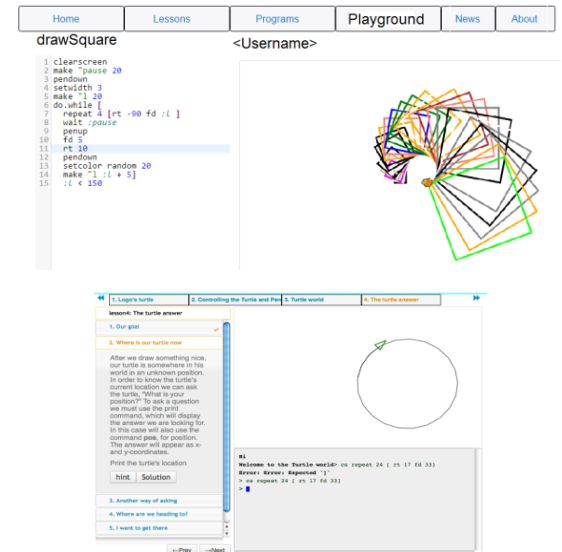 Home Lessons Programs Playground News About
drawSquare
<Username>
1 clearscreen
2 make "pause 20
3 pendown
4 setwidth 3
5 make "l 20
6 do.while [
7 repeat 4 [rt -90 fd :l ]
8 wait :pause
9 penup
10 fd 5
11 rt 10
12 pendown
13 setcolor random 20
14 make "l :l + 5]
15 :l < 150
1. Logo's turtle 2. Controlling the Turtle and Pen 3. Turtle world 4. The turtle answer
lesson4: The turtle answer
1. Our goal
2. Where is our turtle now
After we draw something nice,
our turtle is somewhere in his
world in an unknown position.
In order to know the turtle's
current location we can ask
the turtle, "What is your
position?" To ask a question
we must use the print
command, which will display
the answer we are looking for.
In this case will also use the
command pos, for position.
The answer will appear as x-
and y-coordinates.
Print the turtle's location
hint Solution
3. Another way of asking
4. Where are we heading to?
5. I want to get there
←Prev →Next
Hi
Welcome to the Turtle world> cs repeat 24 [ rt 17 fd 33)
Error: Error: Expected ']'
> cs repeat 24 [ rt 17 fd 33]
>